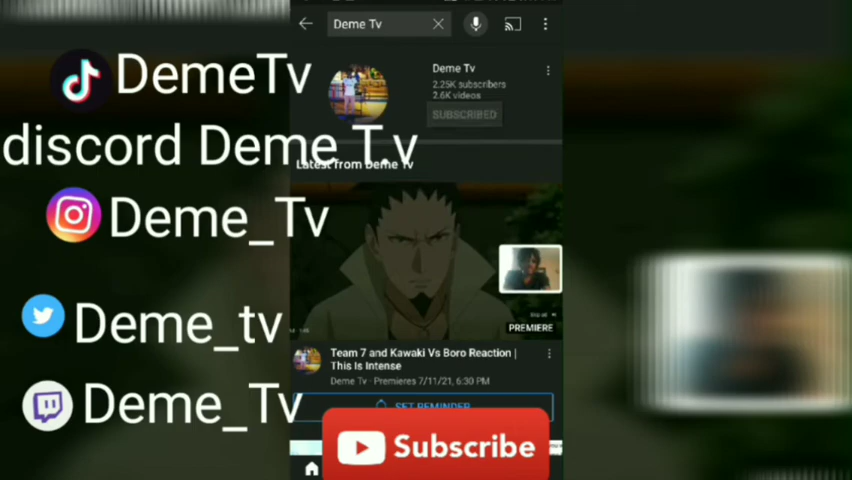 Deme Tv
DemeTv
Deme Tv
2.25K subscribers
2.6K videos
SUBSCRIBED
discord Deme T.v
Latest from Deme Tv
Deme_Tv
PREMIERE
Deme_tv
Team 7 and Kawaki Vs Boro Reaction |
This Is Intense
Deme Tv · Premieres 7/11/21, 6:30 PM
Deme_Tv
SET REMINDER
Subscribe